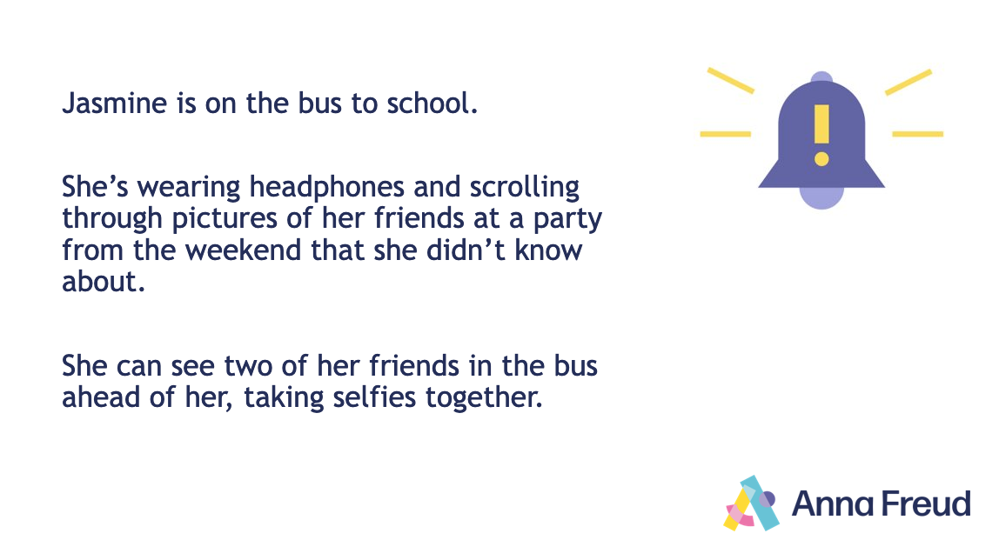 Jasmine is on the bus to school.
She’s wearing headphones and scrolling
through pictures of her friends at a party
from the weekend that she didn’t know
about.
She can see two of her friends in the bus
ahead of her, taking selfies together.
Anna Freud